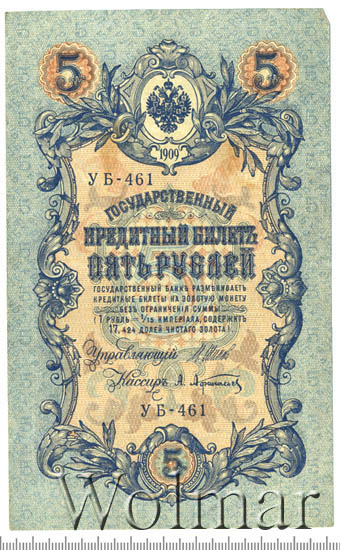 5 5
1909
УБ-461
ГОСУДАРСТВЕННЫЙ
КРЕДИТНЫЙ БИЛЕТЪ
ПЯТЬ РУБЛЕЙ
ГОСУДАРСТВЕННЫЙ БАНКЪ РАЗМѢНИВАЕТЪ
КРЕДИТНЫЕ БИЛЕТЫ НА ЗОЛОТУЮ МОНЕТУ
БЕЗЪ ОГРАНИЧЕНІЯ СУММЫ
(1 РУБЛЬ = 1/15 ИМПЕРІАЛА, СОДЕРЖИТЪ
17,424 ДОЛЕЙ ЧИСТАГО ЗОЛОТА).
Управляющій
Кассиръ А.
УБ-461
5
Wolmar